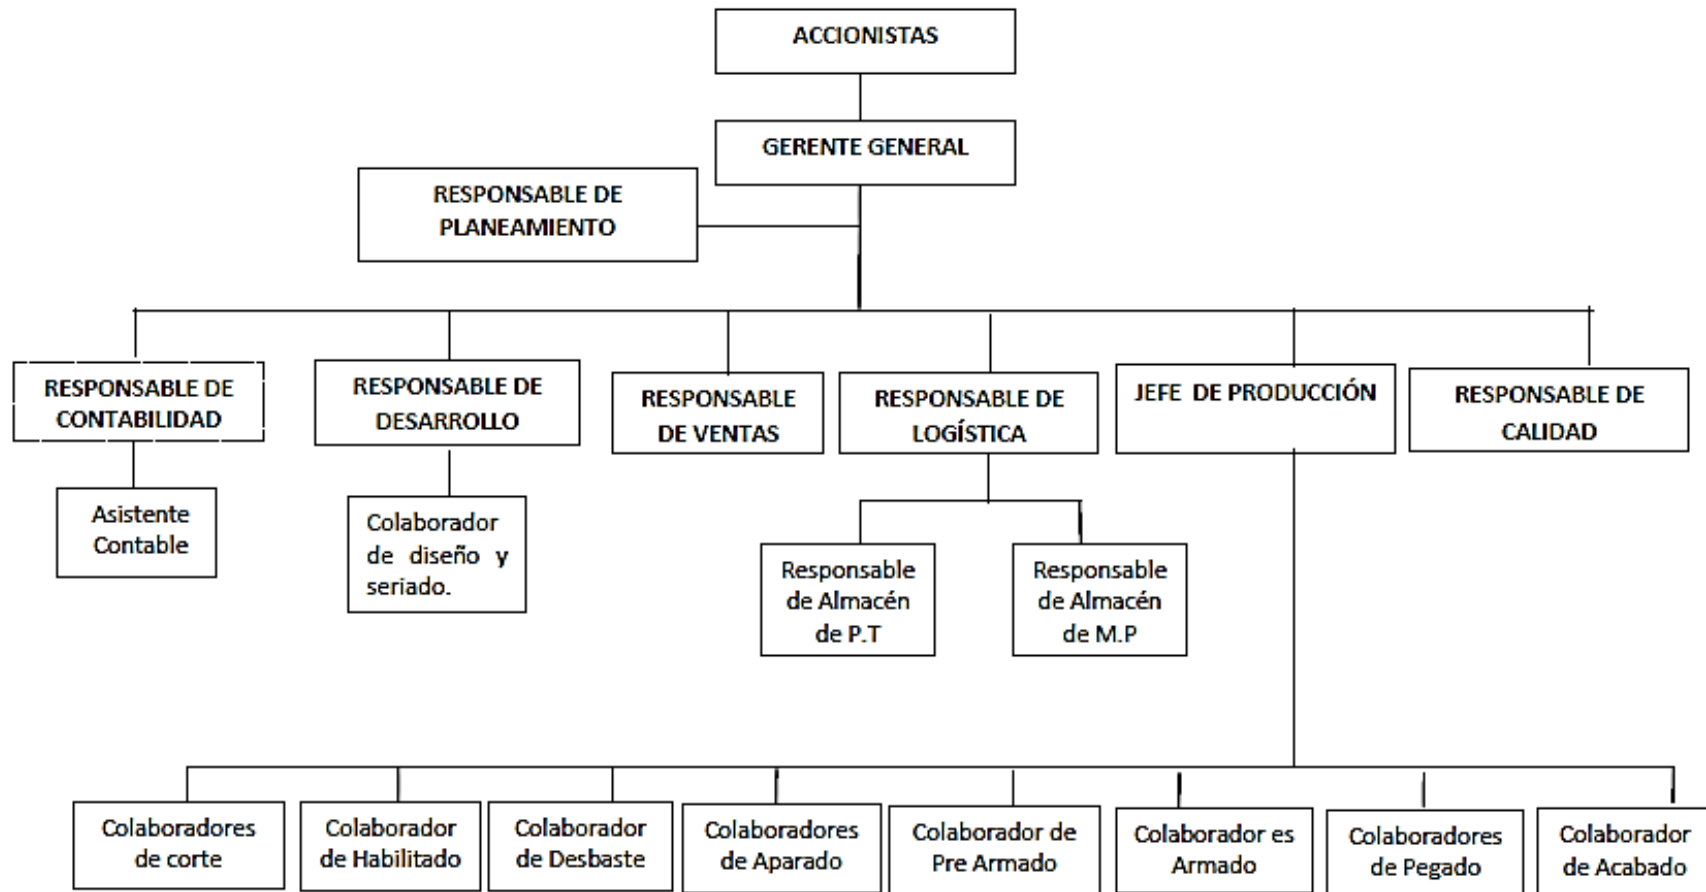 ACCIONISTAS
GERENTE GENERAL
RESPONSABLE DE
PLANEAMIENTO
RESPONSABLE DE
CONTABILIDAD
RESPONSABLE DE
DESARROLLO
RESPONSABLE
DE VENTAS
RESPONSABLE DE
LOGÍSTICA
JEFE DE PRODUCCIÓN
RESPONSABLE DE
CALIDAD
Asistente
Contable
Colaborador
de diseño y
seriado.
Responsable
de Almacén
de P.T
Responsable
de Almacén
de M.P
Colaboradores
de corte
Colaborador
de Habilitado
Colaborador
de Desbaste
Colaboradores
de Aparado
Colaborador de
Pre Armado
Colaborador es
Armado
Colaboradores
de Pegado
Colaborador
de Acabado